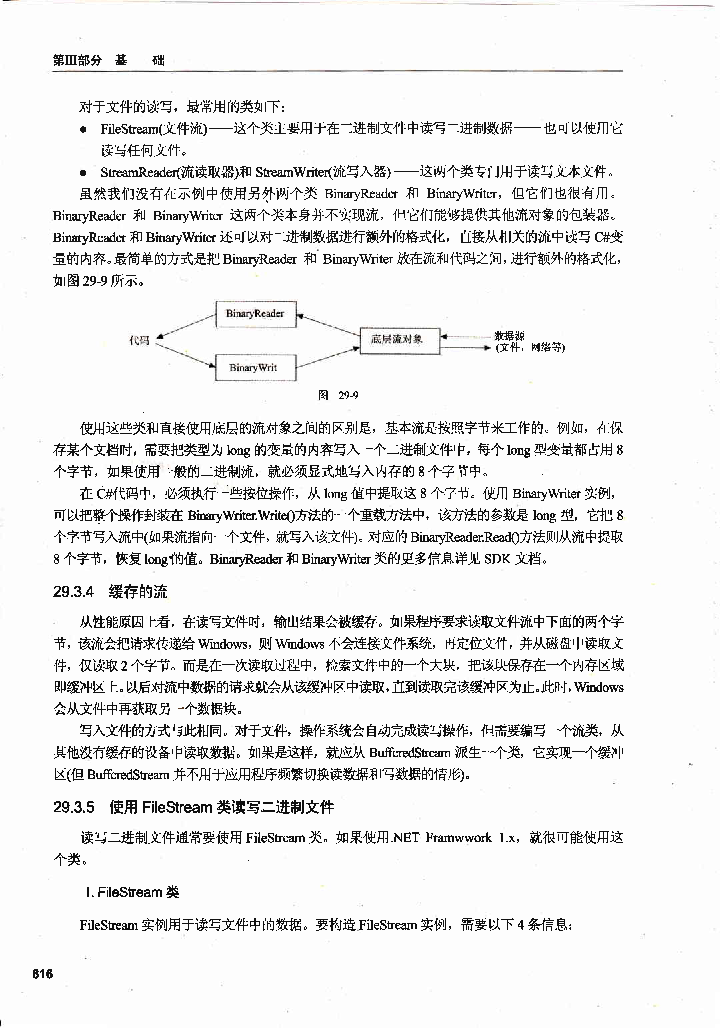 第III部分 基 础
对于文件的读写，最常用的类如下：
● FileStream(文件流)——这个类主要用于在二进制文件中读写二进制数据——也可以使用它
读写任何文件。
● StreamReader(流读取器)和 StreamWriter(流写入器)——这两个类专门用于读写文本文件。
虽然我们没有在示例中使用另外两个类 BinaryReader 和 BinaryWriter，但它们也很有用。
BinaryReader 和 BinaryWriter 这两个类本身并不实现流，但它们能够提供其他流对象的包装器。
BinaryReader 和 BinaryWriter 还可以对二进制数据进行额外的格式化，直接从相关的流中读写 C#变
量的内容。最简单的方式是把 BinaryReader 和 BinaryWriter 放在流和代码之间，进行额外的格式化，
如图 29-9 所示。
BinaryReader
代码
底层流对象
数据源
(文件，网络等)
BinaryWrit
图 29-9
使用这些类和直接使用底层的流对象之间的区别是，基本流是按照字节来工作的。例如，在保
存某个文档时，需要把类型为 long 的变量的内容写入一个二进制文件中，每个 long 型变量都占用 8
个字节，如果使用一般的二进制流，就必须显式地写入内存的 8 个字节中。
在 C#代码中，必须执行一些按位操作，从 long 值中提取这 8 个字节。使用 BinaryWriter 实例，
可以把整个操作封装在 BinaryWriter.Write()方法的一个重载方法中，该方法的参数是 long 型，它把 8
个字节写入流中(如果流指向一个文件，就写入该文件)。对应的 BinaryReader.Read()方法则从流中提取
8 个字节，恢复 long 的值。BinaryReader 和 BinaryWriter 类的更多信息详见 SDK 文档。
29.3.4 缓存的流
从性能原因上看，在读写文件时，输出结果会被缓存。如果程序要求读取文件流中下面的两个字
节，该流会把请求传递给 Windows，则 Windows 不会连接文件系统，再定位文件，并从磁盘中读取文
件，仅读取 2 个字节。而是在一次读取过程中，检索文件中的一个大块，把该块保存在一个内存区域
即缓冲区上。以后对流中数据的请求就会从该缓冲区中读取，直到读取完该缓冲区为止。此时，Windows
会从文件中再获取另一个数据块。
写入文件的方式与此相同。对于文件，操作系统会自动完成读写操作，但需要编写一个流类，从
其他没有缓存的设备中读取数据。如果是这样，就应从 BufferedStream 派生一个类，它实现一个缓冲
区(但 BufferedStream 并不用于应用程序频繁切换读数据和写数据的情形)。
29.3.5 使用 FileStream 类读写二进制文件
读写二进制文件通常要使用 FileStream 类。如果使用.NET Framwwork 1.x，就很可能使用这
个类。
1. FileStream 类
FileStream 实例用于读写文件中的数据。要构造 FileStream 实例，需要以下 4 条信息：
816